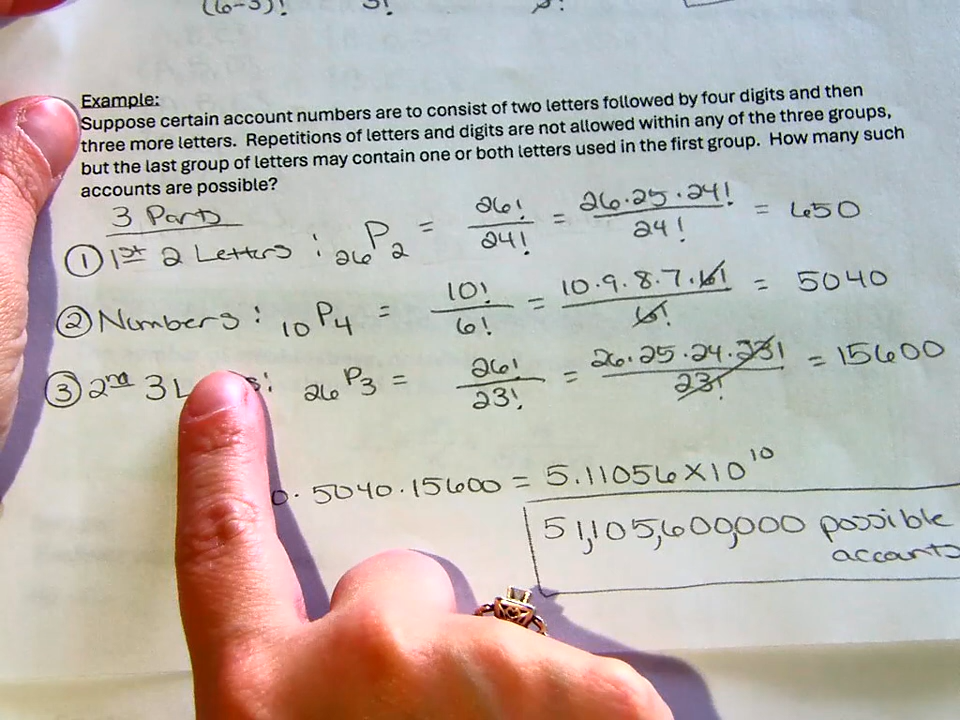 (6-3)! 3!
Example:
Suppose certain account numbers are to consist of two letters followed by four digits and then
three more letters. Repetitions of letters and digits are not allowed within any of the three groups,
but the last group of letters may contain one or both letters used in the first group. How many such
accounts are possible?
3 Parts
① 1st 2 Letters : 26P2 = 26!/24! = 26·25·24!/24! = 650
② Numbers : 10P4 = 10!/6! = 10·9·8·7·6!/6! = 5040
③ 2nd 3 : 26P3 = 26!/23! = 26·25·24·23!/23! = 15600
· 5040 · 15600 = 5.11056 × 10^10
51,105,600,000 possible
accounts